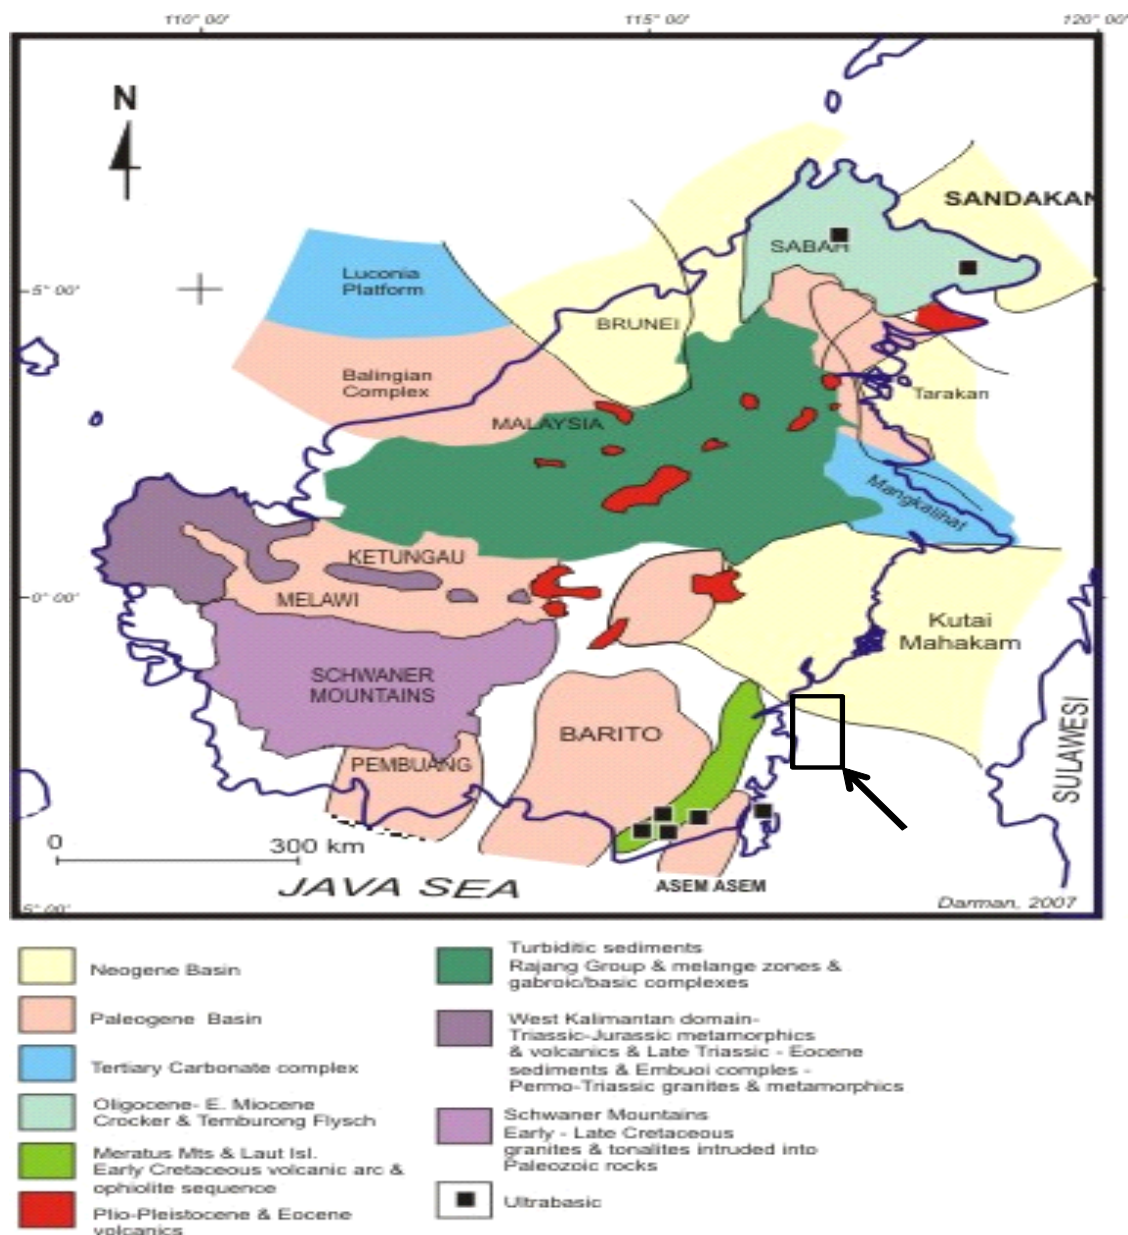 110° 00'
115° 00'
120° 00'
N
SANDAKAN
SABAH
Luconia
Platform
5° 00'
BRUNEI
Balingian
Complex
Tarakan
MALAYSIA
Mangkalihat
KETUNGAU
0° 00'
MELAWI
Kutai
Mahakam
SCHWANER
MOUNTAINS
BARITO
SULAWESI
PEMBUANG
0
300 km
JAVA SEA
ASEM ASEM
Darman, 2007
5° 00'
Neogene Basin
Paleogene Basin
Tertiary Carbonate complex
Oligocene- E. Miocene
Crocker & Temburong Flysch
Meratus Mts & Laut Isl.
Early Cretaceous volcanic arc &
ophiolite sequence
Plio-Pleistocene & Eocene
volcanics
Turbiditic sediments
Rajang Group & melange zones &
gabroic/basic complexes
West Kalimantan domain-
Triassic-Jurassic metamorphics
& volcanics & Late Triassic - Eocene
sediments & Embuoi comples -
Permo-Triassic granites & metamorphics
Schwaner Mountains
Early - Late Cretaceous
granites & tonalites intruded into
Paleozoic rocks
Ultrabasic